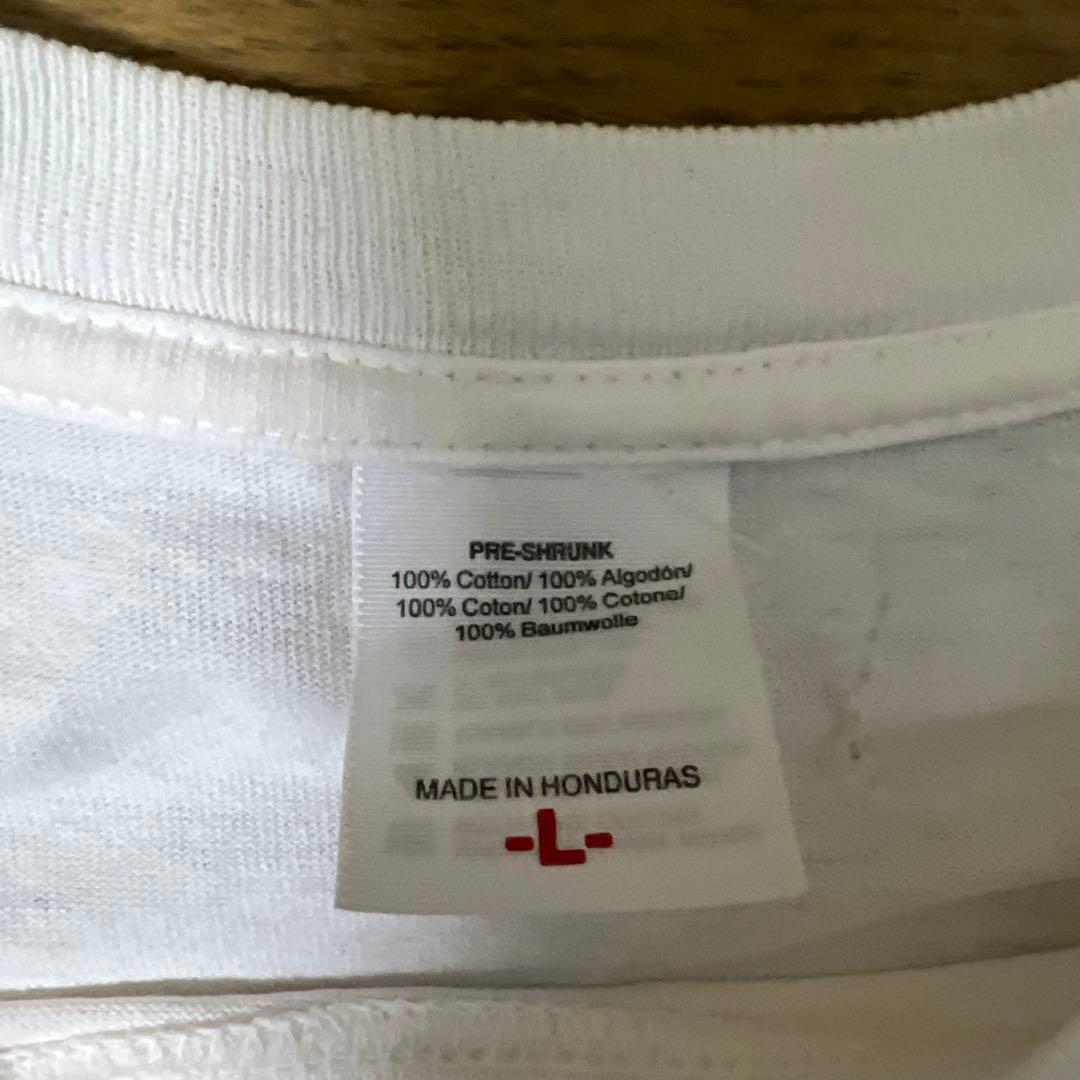 PRE-SHRUNK
100% Cotton/ 100% Algodón/
100% Coton/ 100% Cotone/
100% Baumwolle
MADE IN HONDURAS
-L-